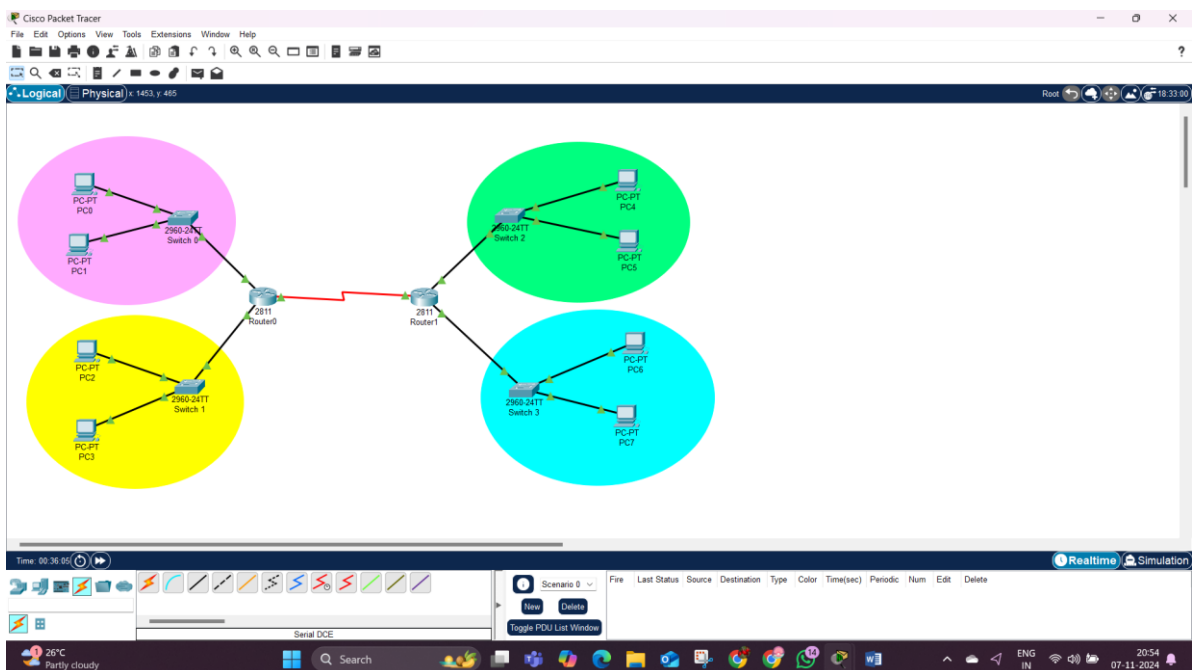 Cisco Packet Tracer
File Edit Options View Tools Extensions Window Help
?
Logical Physical x: 1453, y: 465
Root 18:33:00
PC-PT
PC0
PC-PT
PC1
2960-24TT
Switch 0
PC-PT
PC2
PC-PT
PC3
2960-24TT
Switch 1
2811
Router0
2811
Router1
2960-24TT
Switch 2
PC-PT
PC4
PC-PT
PC5
2960-24TT
Switch 3
PC-PT
PC6
PC-PT
PC7
Time: 00:36:05
Realtime Simulation
Scenario 0
New Delete
Toggle PDU List Window
Fire Last Status Source Destination Type Color Time(sec) Periodic Num Edit Delete
Serial DCE
1
26°C
Partly cloudy
Search
14
ENG
IN
20:54
07-11-2024